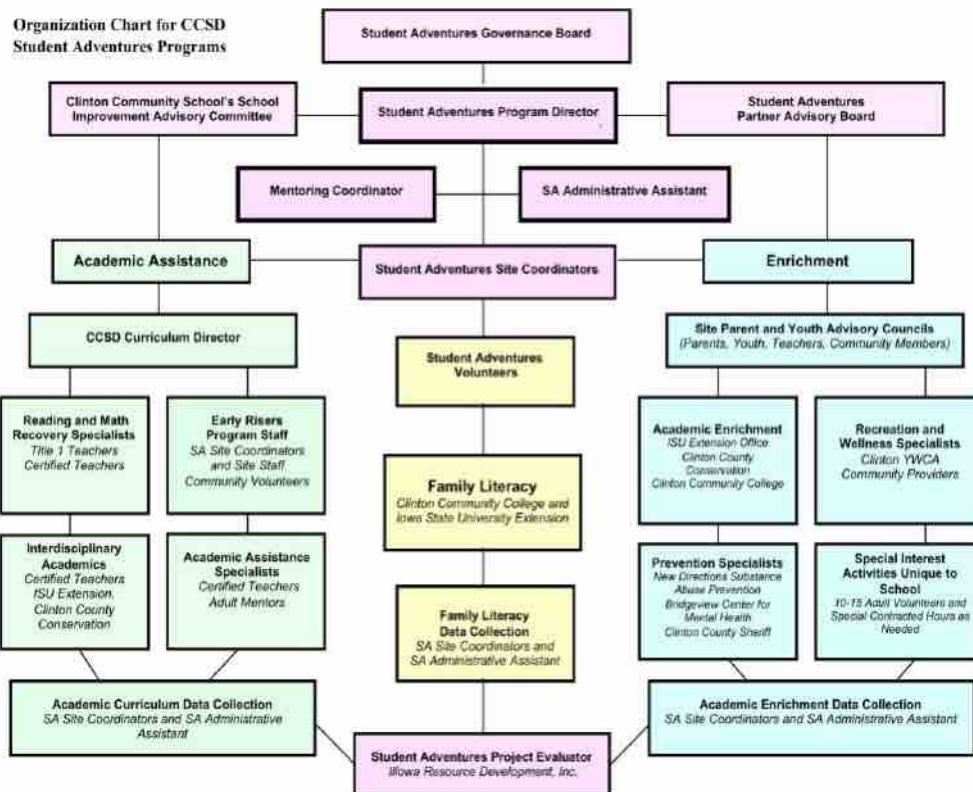 Organization Chart for CCSD
Student Adventures Programs
Student Adventures Governance Board
Clinton Community School's School
Improvement Advisory Committee
Student Adventures Program Director
Student Adventures
Partner Advisory Board
Mentoring Coordinator
SA Administrative Assistant
Academic Assistance
Student Adventures Site Coordinators
Enrichment
CCSD Curriculum Director
Student Adventures
Volunteers
Site Parent and Youth Advisory Councils
(Parents, Youth, Teachers, Community Members)
Reading and Math
Recovery Specialists
Title 1 Teachers
Certified Teachers
Early Risers
Program Staff
SA Site Coordinators
and Site Staff
Community Volunteers
Family Literacy
Clinton Community College and
Iowa State University Extension
Academic Enrichment
ISU Extension Office
Clinton County
Conservation
Clinton Community College
Recreation and
Wellness Specialists
Clinton YWCA
Community Providers
Interdisciplinary
Academics
Certified Teachers
ISU Extension,
Clinton County
Conservation
Academic Assistance
Specialists
Certified Teachers
Adult Mentors
Family Literacy
Data Collection
SA Site Coordinators and
SA Administrative Assistant
Prevention Specialists
New Directions Substance
Abuse Prevention
Bridgeview Center for
Mental Health
Clinton County Sheriff
Special Interest
Activities Unique to
School
10-15 Adult Volunteers and
Special Contracted Hours as
Needed
Academic Curriculum Data Collection
SA Site Coordinators and SA Administrative
Assistant
Academic Enrichment Data Collection
SA Site Coordinators and SA Administrative Assistant
Student Adventures Project Evaluator
Illowa Resource Development, Inc.